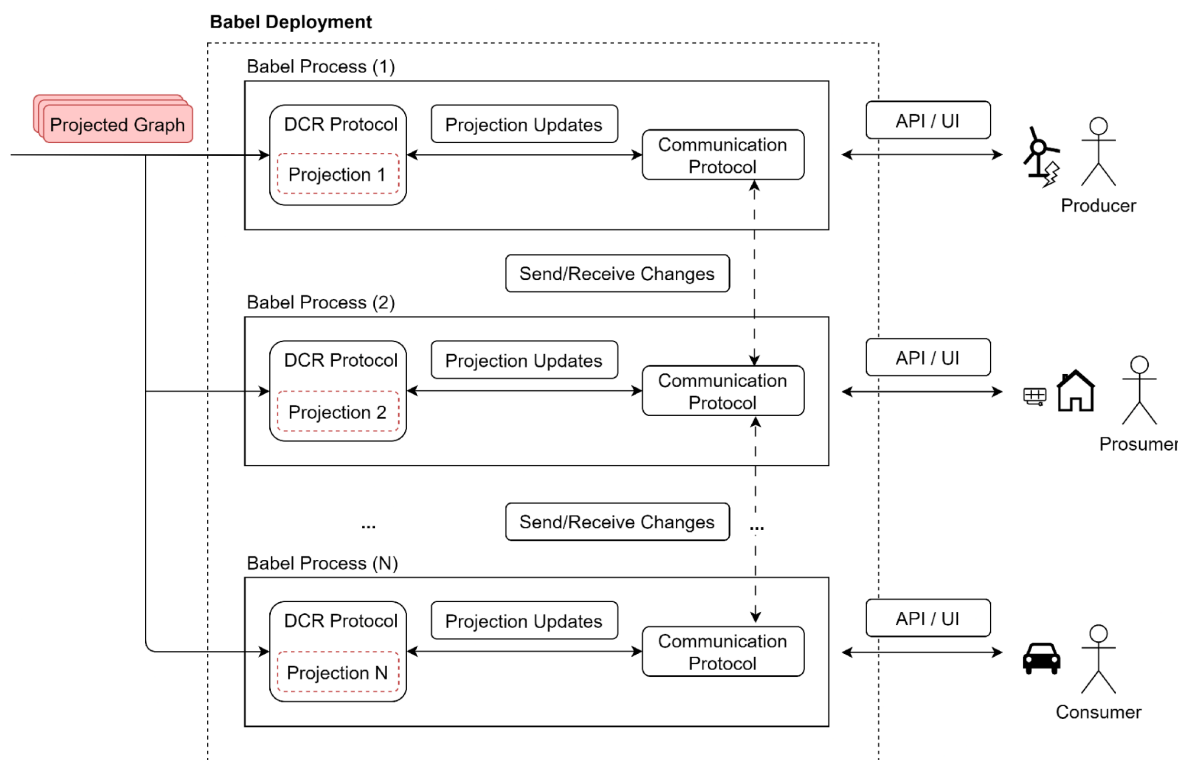 Babel Deployment
Babel Process (1)
Projected Graph
DCR Protocol
Projection 1
Projection Updates
Communication
Protocol
API / UI
Producer
Send/Receive Changes
Babel Process (2)
DCR Protocol
Projection 2
Projection Updates
Communication
Protocol
API / UI
Prosumer
...
Send/Receive Changes
...
Babel Process (N)
DCR Protocol
Projection N
Projection Updates
Communication
Protocol
API / UI
Consumer